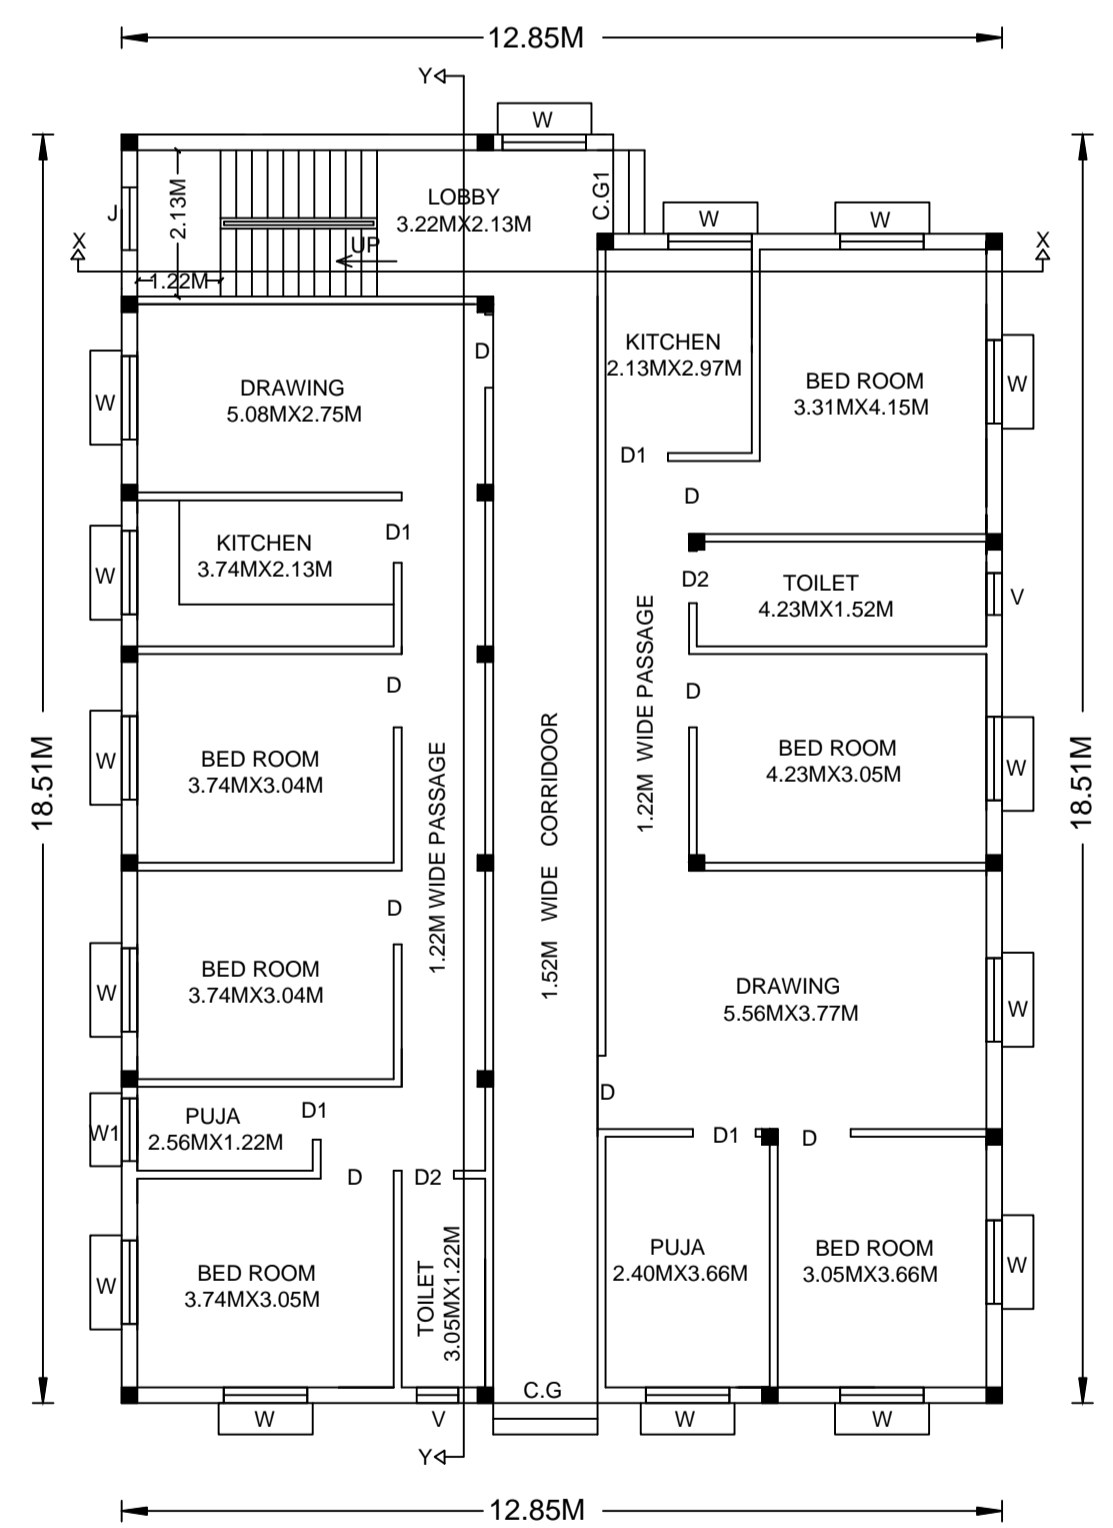 12.85M
Y
W
LOBBY
3.22MX2.13M
C.G1
J
2.13M
W
W
X
UP
X
1.22M
D
KITCHEN
2.13MX2.97M
DRAWING
5.08MX2.75M
W
BED ROOM
3.31MX4.15M
W
D1
D
D1
KITCHEN
3.74MX2.13M
W
D2
TOILET
4.23MX1.52M
V
1.22M WIDE PASSAGE
D
D
BED ROOM
3.74MX3.04M
W
BED ROOM
4.23MX3.05M
W
18.51M
18.51M
1.22M WIDE PASSAGE
1.52M WIDE CORRIDOOR
D
BED ROOM
3.74MX3.04M
W
DRAWING
5.56MX3.77M
W
D
PUJA
2.56MX1.22M
W1
D1
D1
D
D
D2
BED ROOM
3.74MX3.05M
W
TOILET
3.05MX1.22M
PUJA
2.40MX3.66M
BED ROOM
3.05MX3.66M
W
C.G
W
V
W
W
Y
12.85M